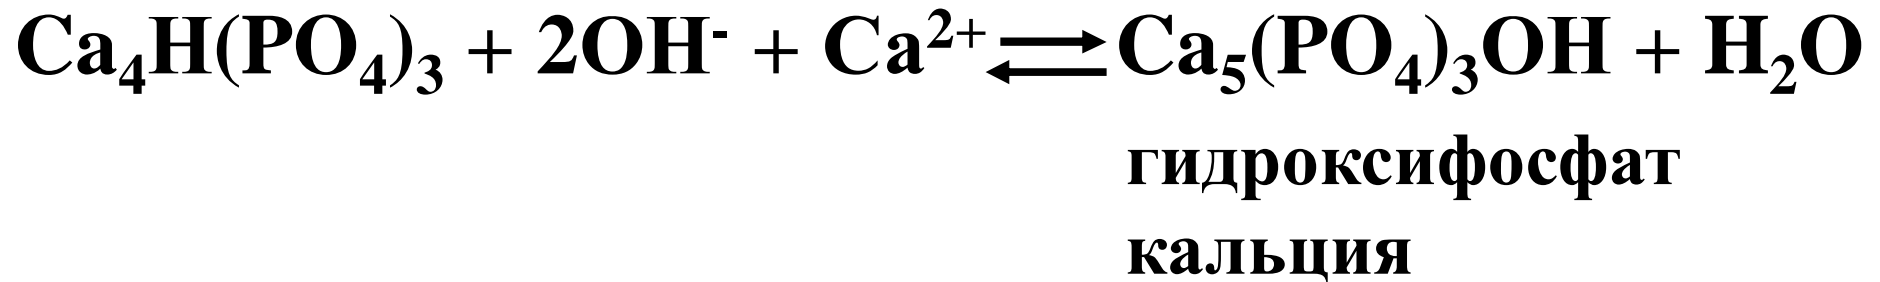 Ca₄H(PO₄)₃ + 2OH⁻ + Ca²⁺ ⇄ Ca₅(PO₄)₃OH + H₂O
гидроксифосфат
кальция